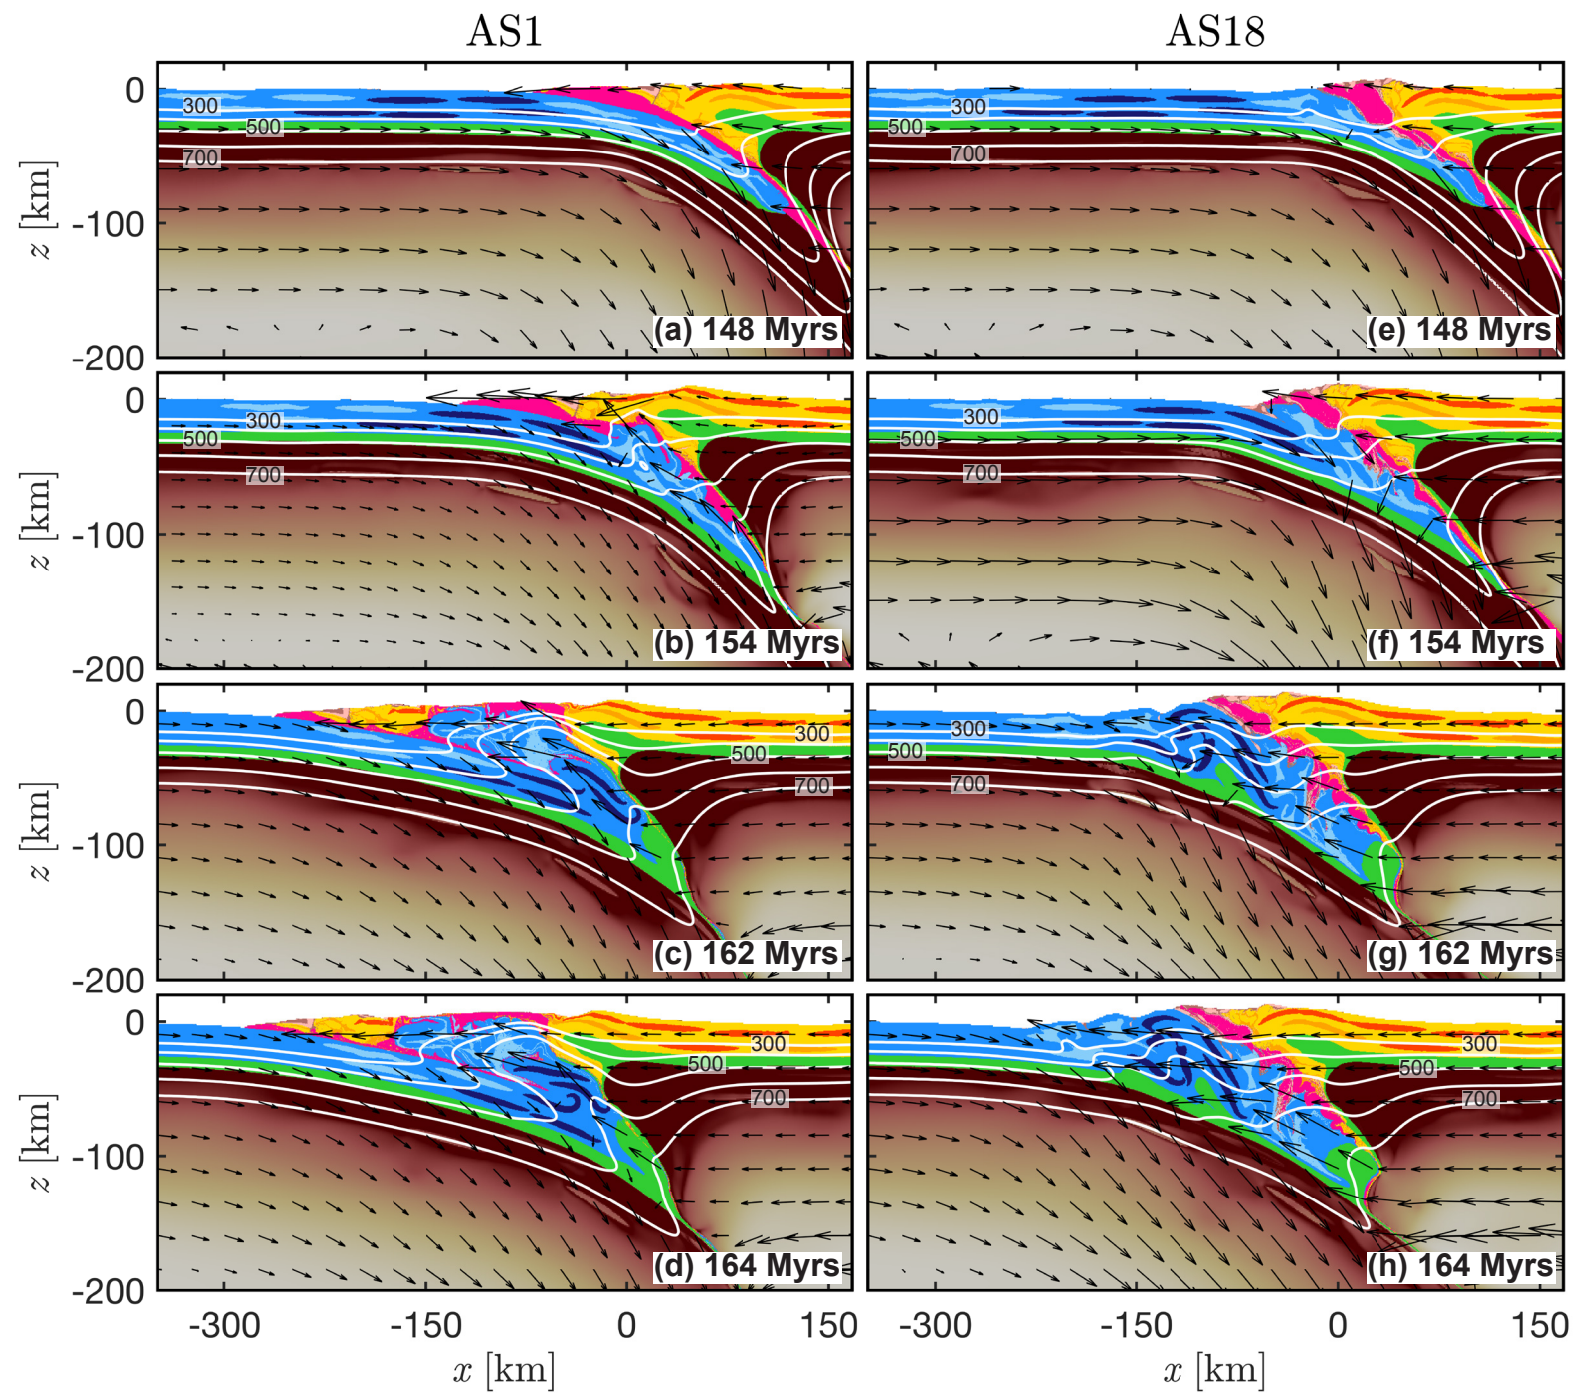 AS1 AS18
0 300 500 700 -100 -200 z [km] (a) 148 Myrs
300 500 700 (e) 148 Myrs
0 300 500 700 -100 -200 z [km] (b) 154 Myrs
300 500 700 (f) 154 Myrs
0 300 500 700 -100 -200 z [km] (c) 162 Myrs
300 500 700 (g) 162 Myrs
0 300 500 700 -100 -200 z [km] (d) 164 Myrs
300 500 700 (h) 164 Myrs
-300 -150 0 150 -300 -150 0 150
x [km] x [km]